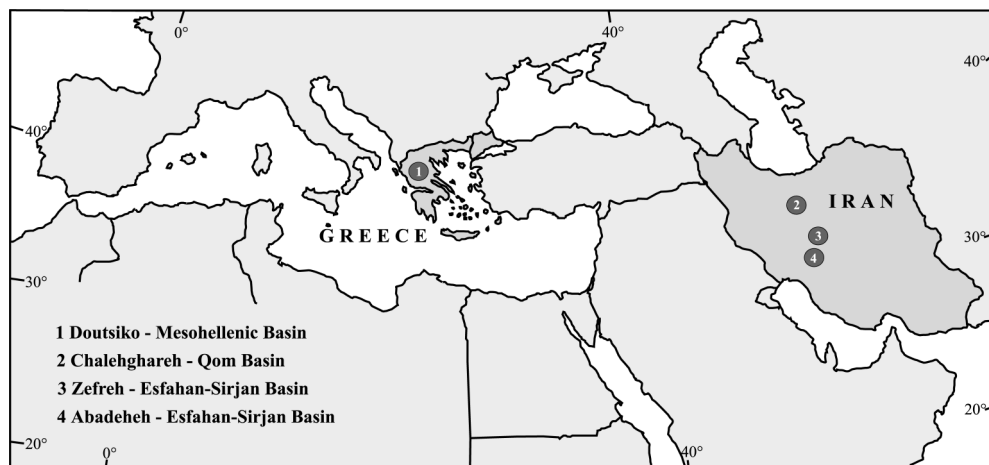 0°
40°
40°
40°
1
2
IRAN
GREECE
3
30°
4
30°
1 Doutsiko - Mesohellenic Basin
2 Chalehghareh - Qom Basin
3 Zefreh - Esfahan-Sirjan Basin
4 Abadeheh - Esfahan-Sirjan Basin
20°
20°
0°
40°